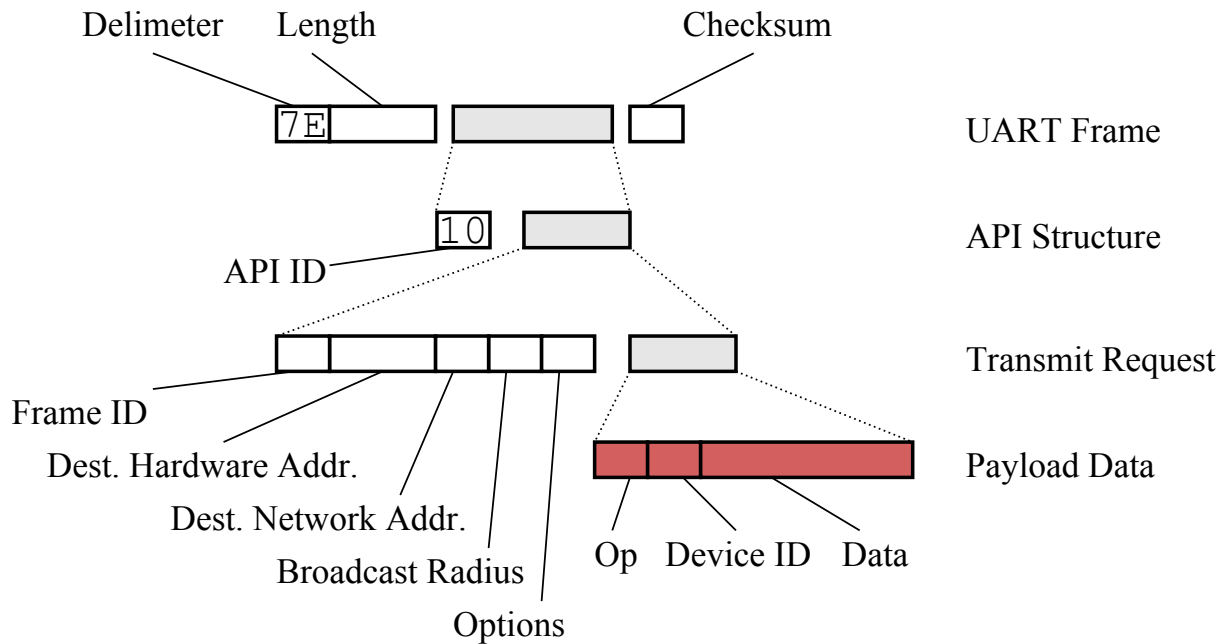 Delimeter Length Checksum
7E UART Frame
10 API Structure
API ID
Transmit Request
Frame ID
Dest. Hardware Addr. Payload Data
Dest. Network Addr.
Op Device ID Data
Broadcast Radius
Options